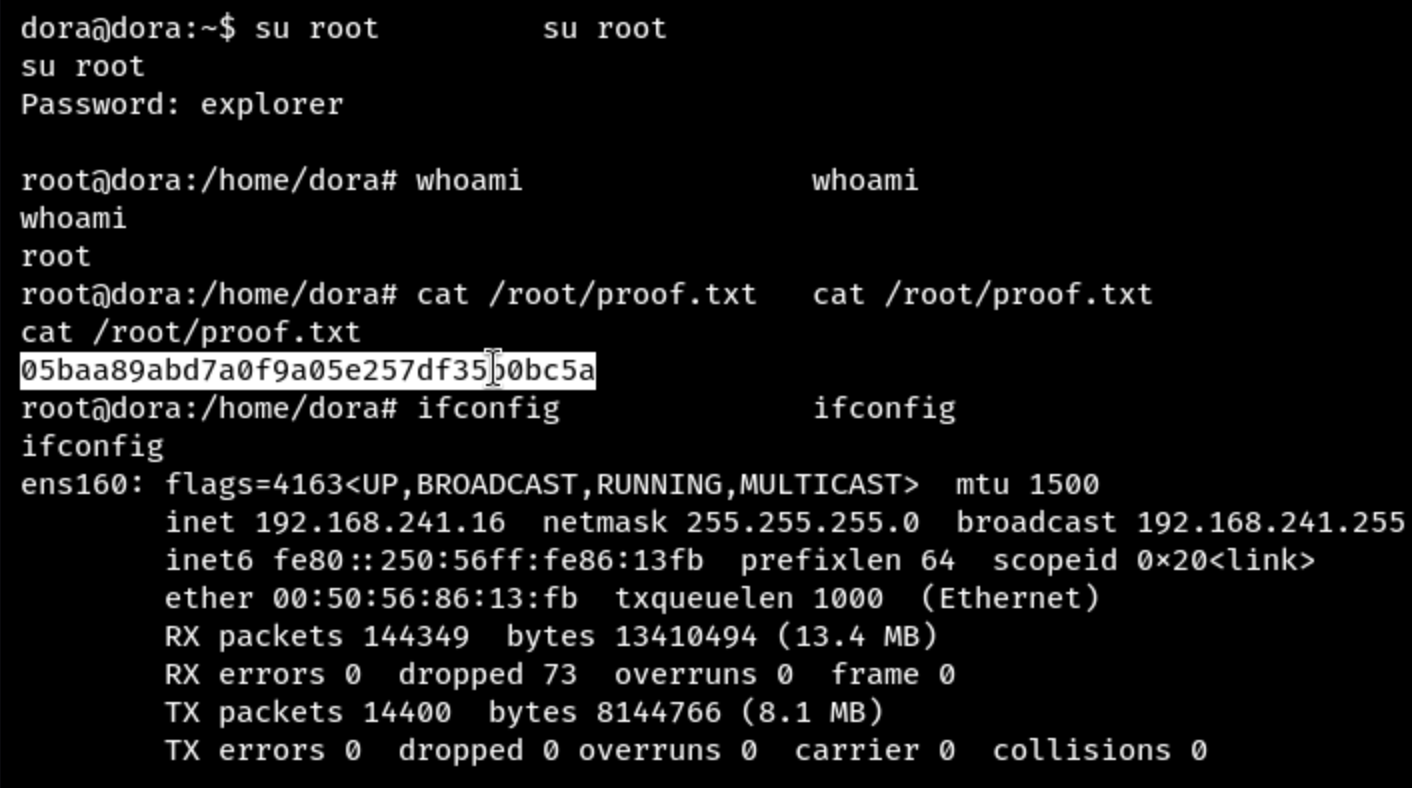 dora@dora:~$ su root         su root
su root
Password: explorer
root@dora:/home/dora# whoami                whoami
whoami
root
root@dora:/home/dora# cat /root/proof.txt   cat /root/proof.txt
cat /root/proof.txt
05baa89abd7a0f9a05e257df35b0bc5a
root@dora:/home/dora# ifconfig              ifconfig
ifconfig
ens160: flags=4163<UP,BROADCAST,RUNNING,MULTICAST>  mtu 1500
        inet 192.168.241.16  netmask 255.255.255.0  broadcast 192.168.241.255
        inet6 fe80::250:56ff:fe86:13fb  prefixlen 64  scopeid 0×20<link>
        ether 00:50:56:86:13:fb  txqueuelen 1000  (Ethernet)
        RX packets 144349  bytes 13410494 (13.4 MB)
        RX errors 0  dropped 73  overruns 0  frame 0
        TX packets 14400  bytes 8144766 (8.1 MB)
        TX errors 0  dropped 0 overruns 0  carrier 0  collisions 0